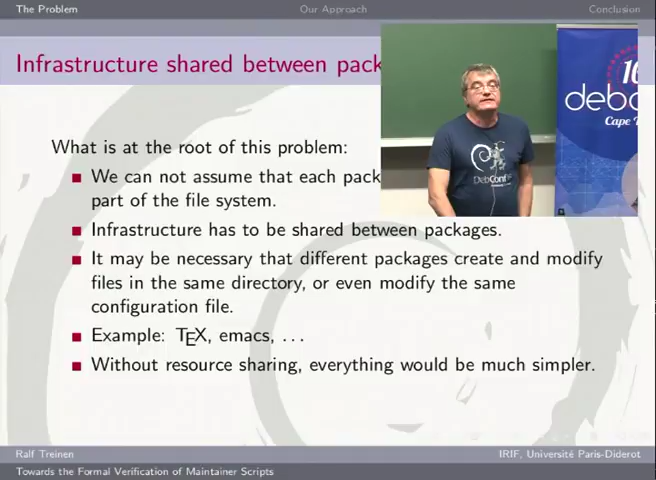 The Problem
Our Approach
Conclusion
Infrastructure shared between pack
What is at the root of this problem:
We can not assume that each pack
part of the file system.
Infrastructure has to be shared between packages.
It may be necessary that different packages create and modify
files in the same directory, or even modify the same
configuration file.
Example: TEX, emacs, ...
Without resource sharing, everything would be much simpler.
16
debc
Cape T
DebConf
Ralf Treinen
IRIF, Université Paris-Diderot
Towards the Formal Verification of Maintainer Scripts